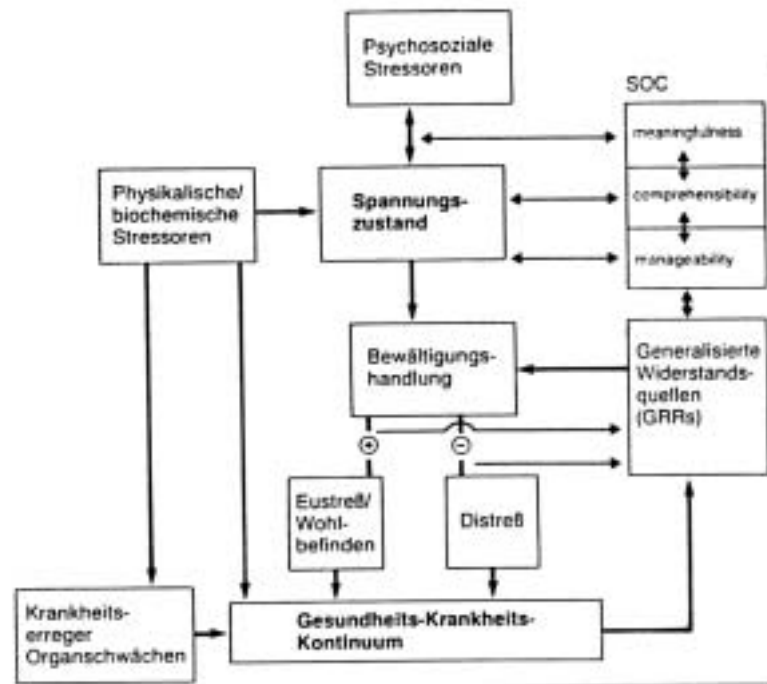 Psychosoziale
Stressoren
SOC
meaningfulness
comprehensibility
manageability
Physikalische/
biochemische
Stressoren
Spannungs-
zustand
Bewältigungs-
handlung
Generalisierte
Widerstands-
quellen
(GRRs)
+
−
Eustreß/
Wohl-
befinden
Distreß
Krankheits-
erreger
Organschwächen
Gesundheits-Krankheits-
Kontinuum